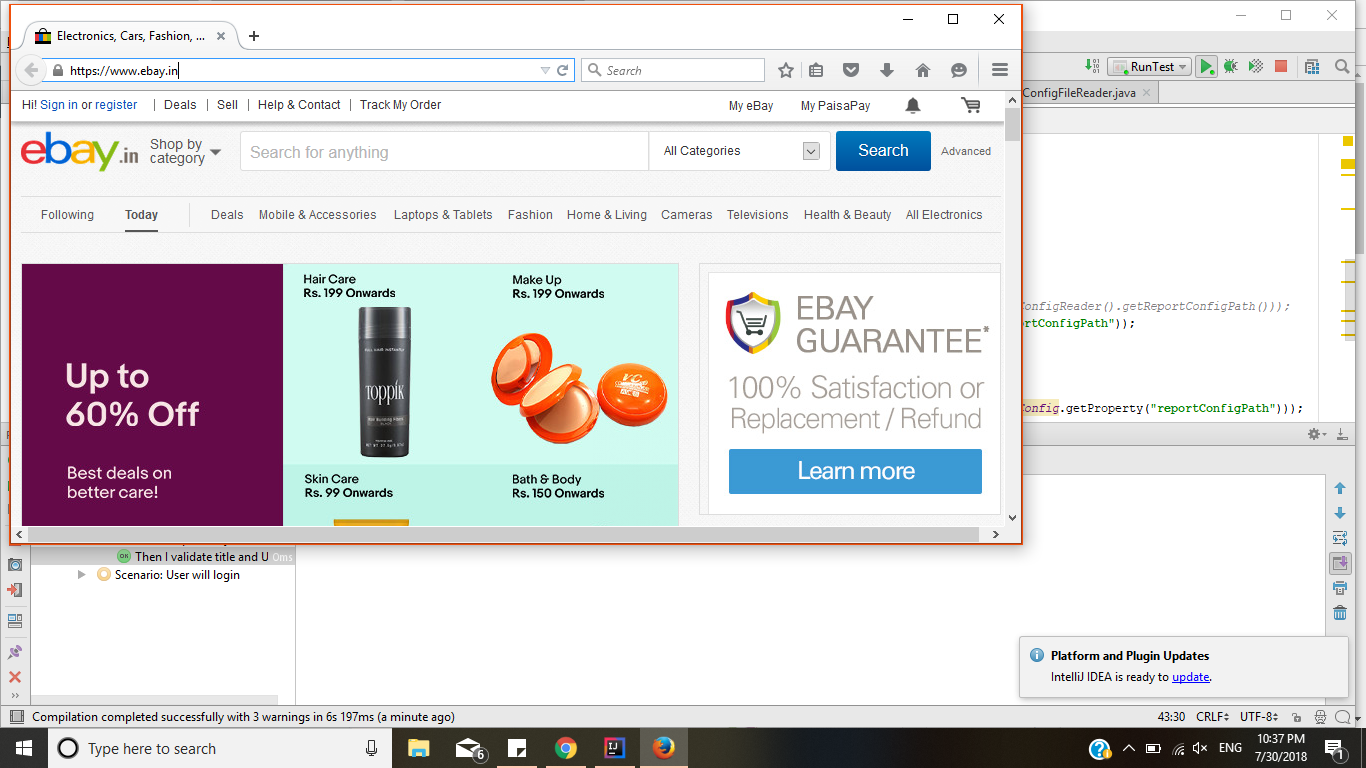 Electronics, Cars, Fashion, ...
https://www.ebay.in
Search
RunTest
ConfigFileReader.java
Hi! Sign in or register | Deals | Sell | Help & Contact | Track My Order
My eBay My PaisaPay
ebay.in
Shop by
category
Search for anything
All Categories
Search
Advanced
Following Today Deals Mobile & Accessories Laptops & Tablets Fashion Home & Living Cameras Televisions Health & Beauty All Electronics
Up to
60% Off
Best deals on
better care!
Hair Care
Rs. 199 Onwards
Make Up
Rs. 199 Onwards
TOPPIK
VC
Skin Care
Rs. 99 Onwards
Bath & Body
Rs. 150 Onwards
EBAY
GUARANTEE*
100% Satisfaction or
Replacement / Refund
Learn more
onfigReader().getReportConfigPath()));
rtConfigPath"));
onfig.getProperty("reportConfigPath")));
Then I validate title and U 0ms
Scenario: User will login
Platform and Plugin Updates
IntelliJ IDEA is ready to update.
Compilation completed successfully with 3 warnings in 6s 197ms (a minute ago)
43:30 CRLF UTF-8
Type here to search
6
ENG
10:37 PM
7/30/2018
1